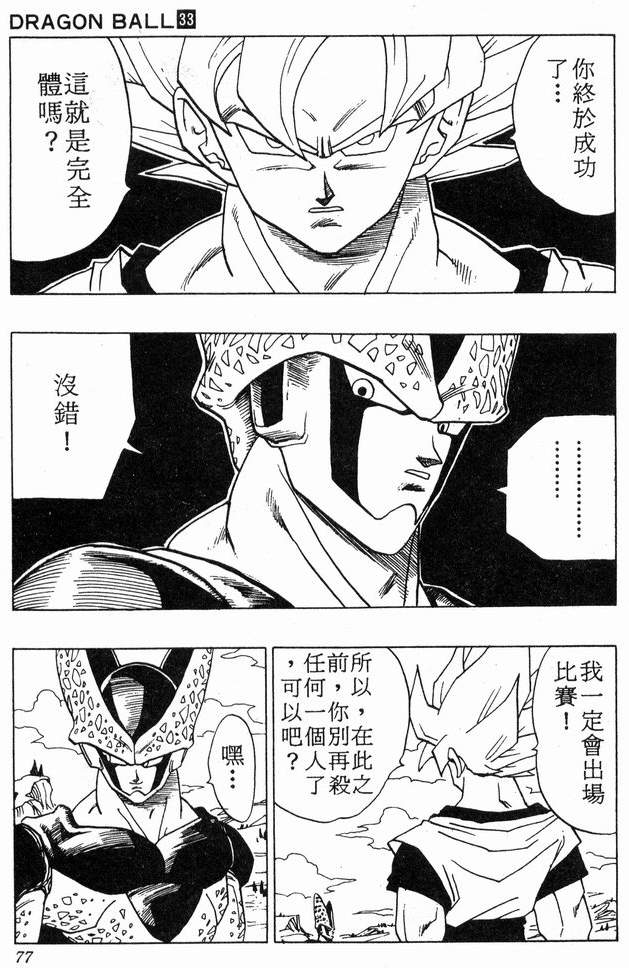 DRAGON BALL 33
你終於成功
了⋯
這就是完全
體嗎？
⋯⋯⋯⋯
沒錯！
我一定會出場
比賽！
所以，在此之
前，你別再殺
任何一個人了
，可以吧？
嘿⋯
77